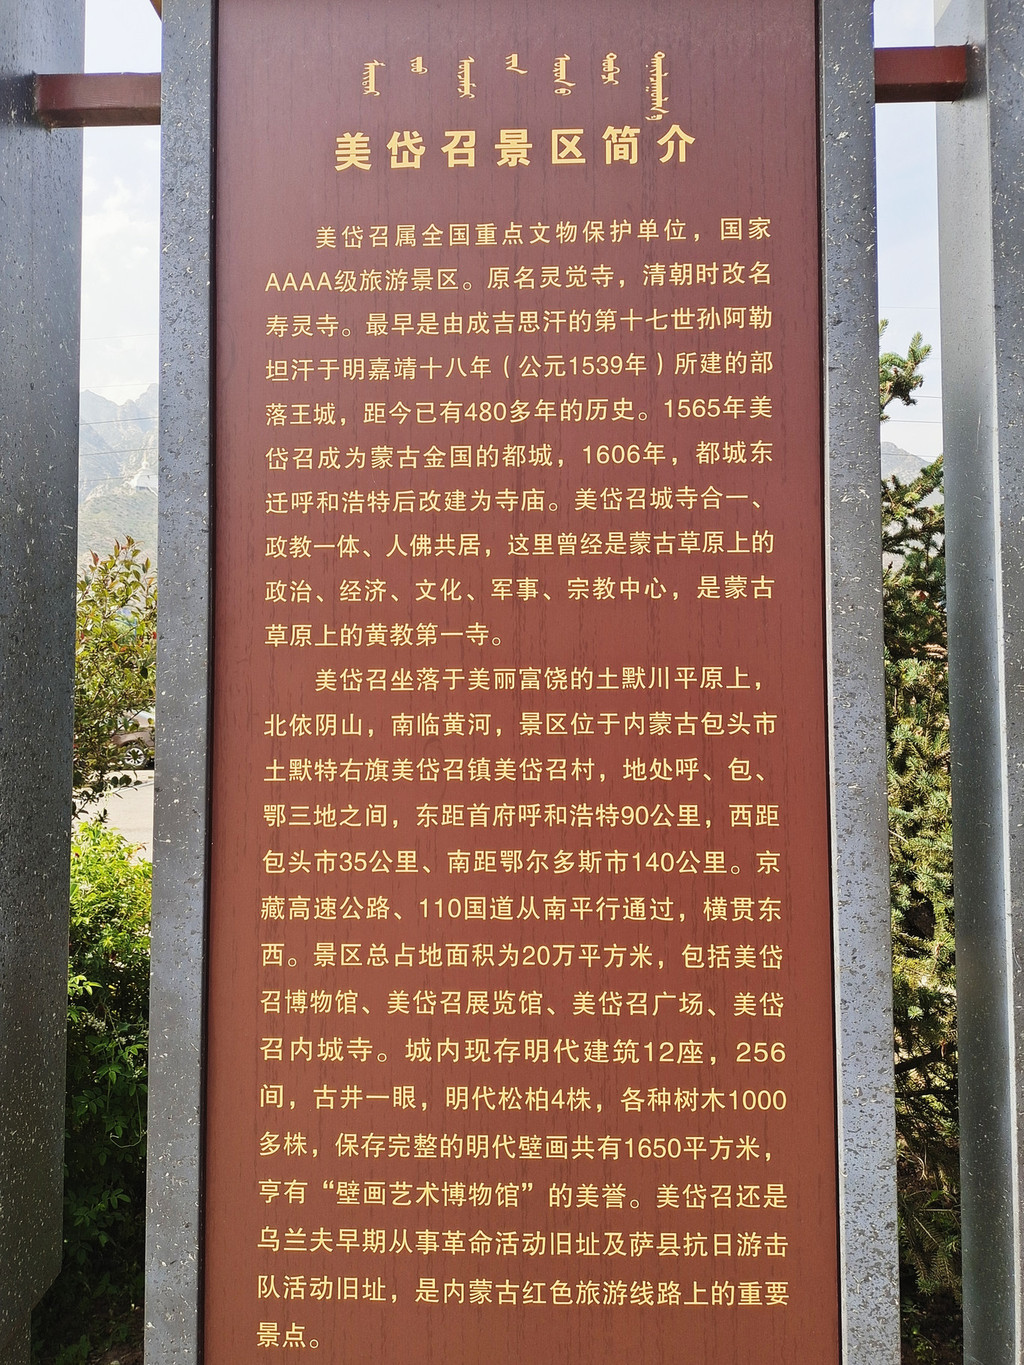 美岱召景区简介
美岱召属全国重点文物保护单位，国家
AAAA级旅游景区。原名灵觉寺，清朝时改名
寿灵寺。最早是由成吉思汗的第十七世孙阿勒
坦汗于明嘉靖十八年（公元1539年）所建的部
落王城，距今已有480多年的历史。1565年美
岱召成为蒙古金国的都城，1606年，都城东
迁呼和浩特后改建为寺庙。美岱召城寺合一、
政教一体、人佛共居，这里曾经是蒙古草原上的
政治、经济、文化、军事、宗教中心，是蒙古
草原上的黄教第一寺。
美岱召坐落于美丽富饶的土默川平原上，
北依阴山，南临黄河，景区位于内蒙古包头市
土默特右旗美岱召镇美岱召村，地处呼、包、
鄂三地之间，东距首府呼和浩特90公里，西距
包头市35公里、南距鄂尔多斯市140公里。京
藏高速公路、110国道从南平行通过，横贯东
西。景区总占地面积为20万平方米，包括美岱
召博物馆、美岱召展览馆、美岱召广场、美岱
召内城寺。城内现存明代建筑12座，256
间，古井一眼，明代松柏4株，各种树木1000
多株，保存完整的明代壁画共有1650平方米，
亨有“壁画艺术博物馆”的美誉。美岱召还是
乌兰夫早期从事革命活动旧址及萨县抗日游击
队活动旧址，是内蒙古红色旅游线路上的重要
景点。